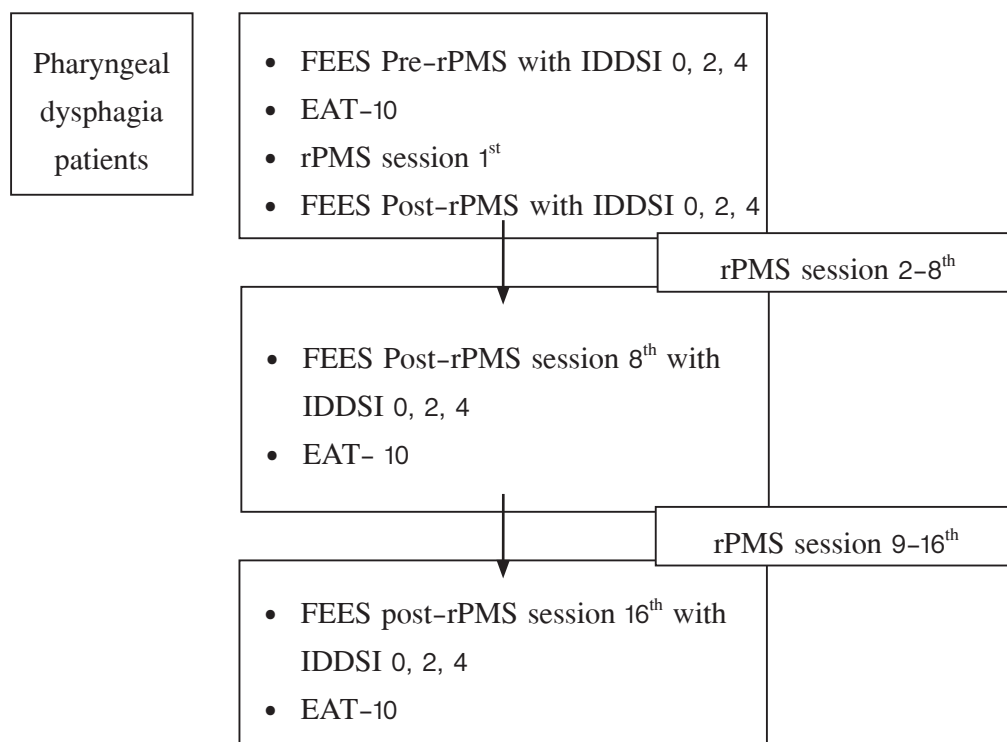 Pharyngeal
dysphagia
patients
• FEES Pre-rPMS with IDDSI 0, 2, 4
• EAT-10
• rPMS session 1st
• FEES Post-rPMS with IDDSI 0, 2, 4
rPMS session 2-8th
• FEES Post-rPMS session 8th with
IDDSI 0, 2, 4
• EAT- 10
rPMS session 9-16th
• FEES post-rPMS session 16th with
IDDSI 0, 2, 4
• EAT-10